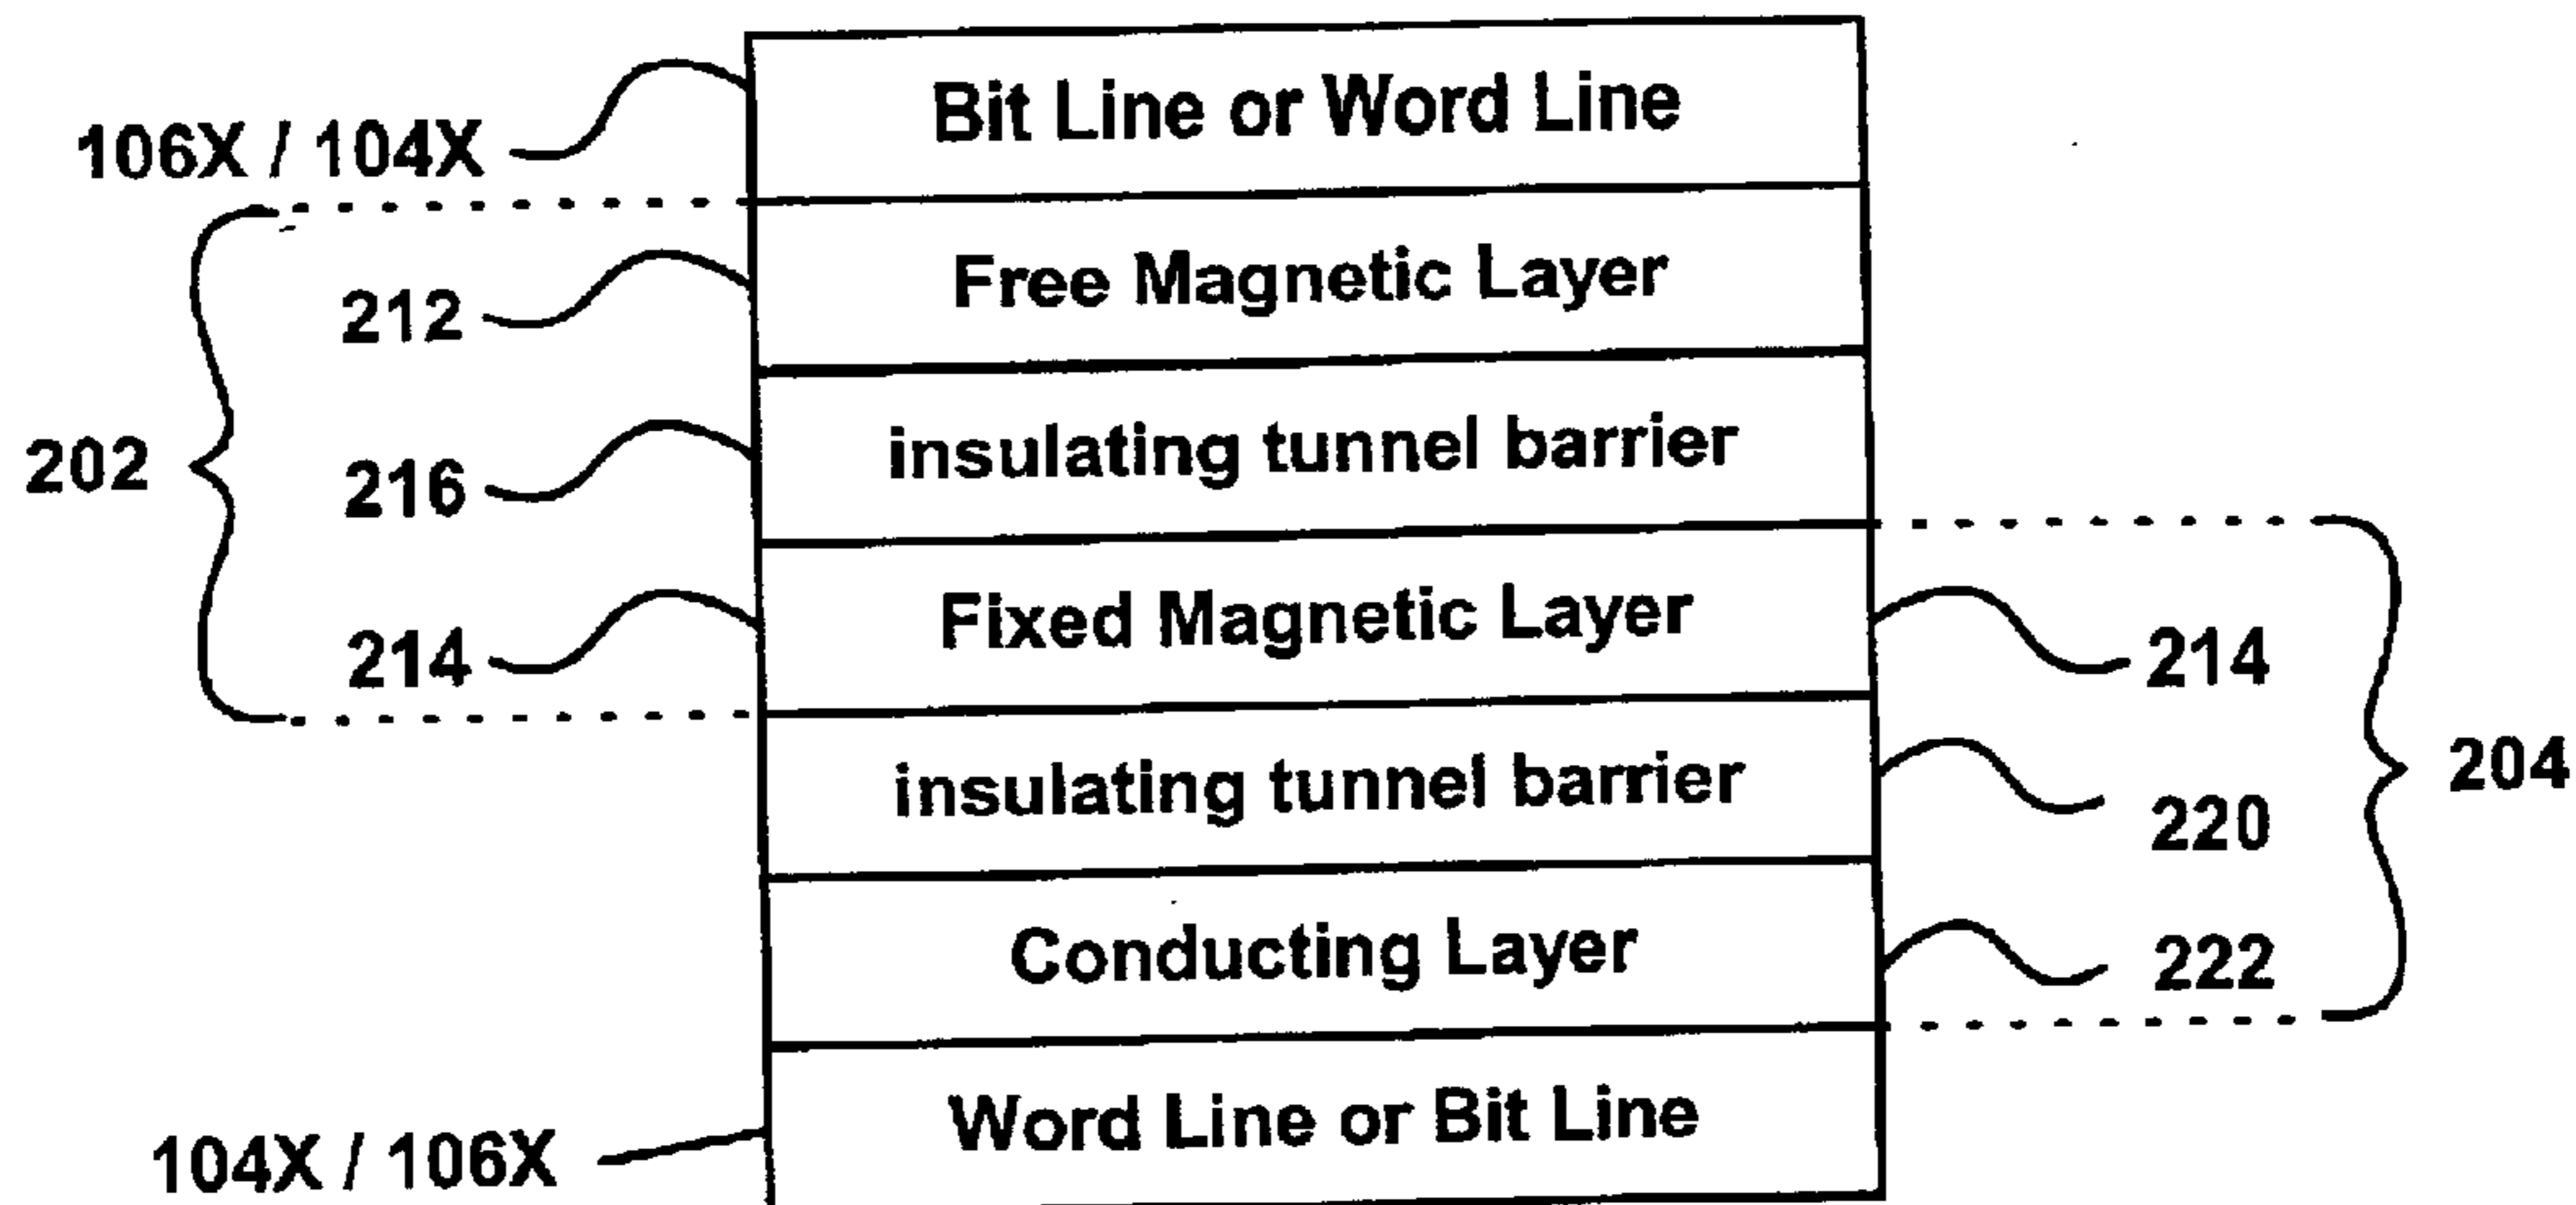 Bit Line or Word Line
106X / 104X
Free Magnetic Layer
212
insulating tunnel barrier
202
216
Fixed Magnetic Layer
214
214
insulating tunnel barrier
204
220
Conducting Layer
222
Word Line or Bit Line
104X / 106X